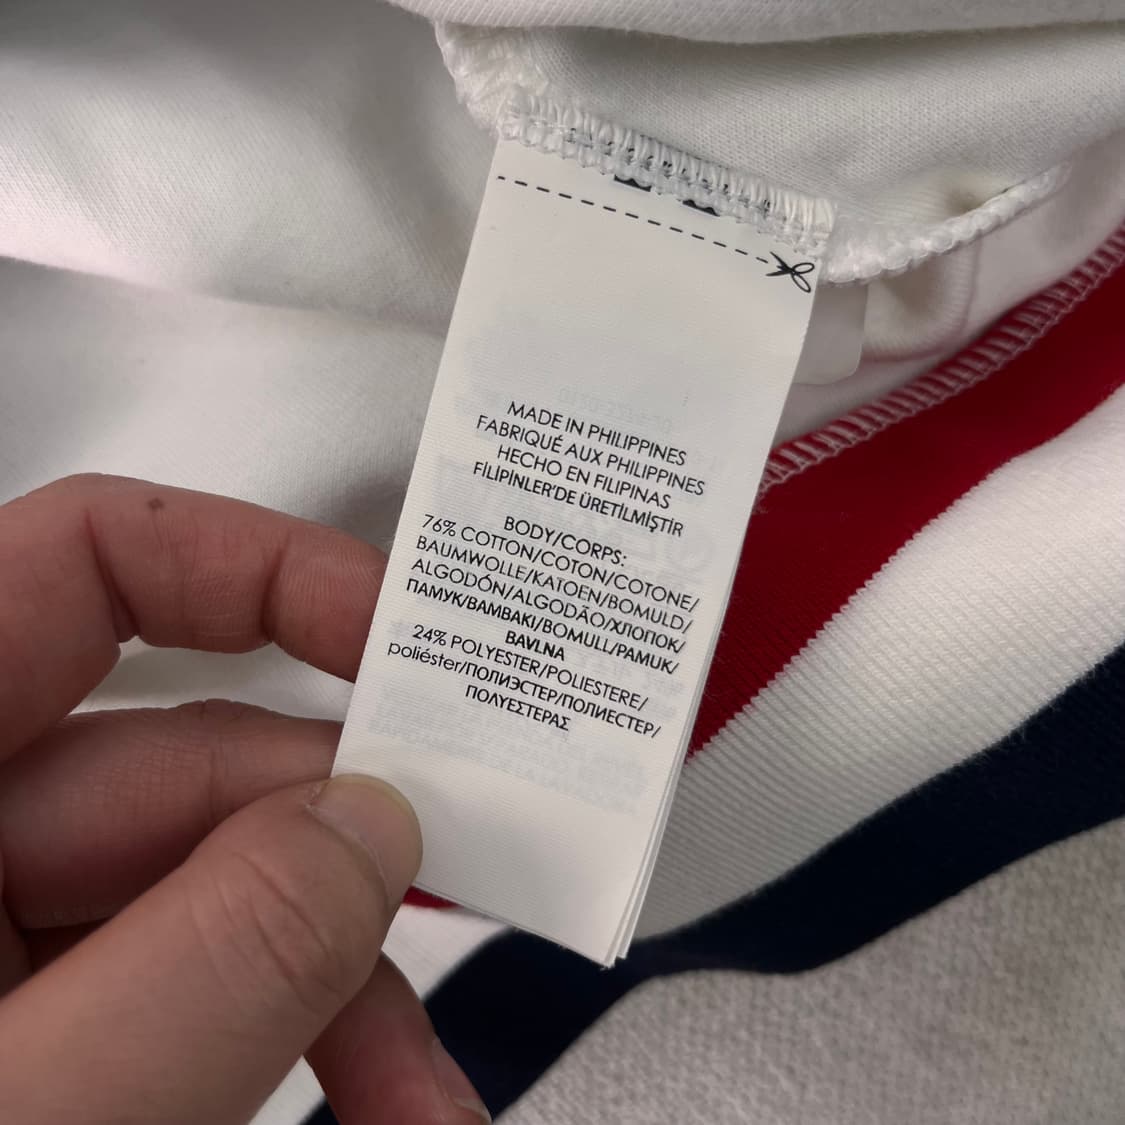 MADE IN PHILIPPINES
FABRIQUÉ AUX PHILIPPINES
HECHO EN FILIPINAS
FİLİPİNLER'DE ÜRETİLMİŞTİR
BODY/CORPS:
76% COTTON/COTON/COTONE/
BAUMWOLLE/KATOEN/BOMULD/
ALGODÓN/ALGODÃO/ХЛОПОК/
ПАМУК/ΒΑΜΒΑΚΙ/BOMULL/PAMUK/
BAVLNA
24% POLYESTER/POLIESTERE/
poliéster/ПОЛИЭСТЕР/ПОЛИЕСТЕР/
ΠΟΛΥΕΣΤΕΡΑΣ